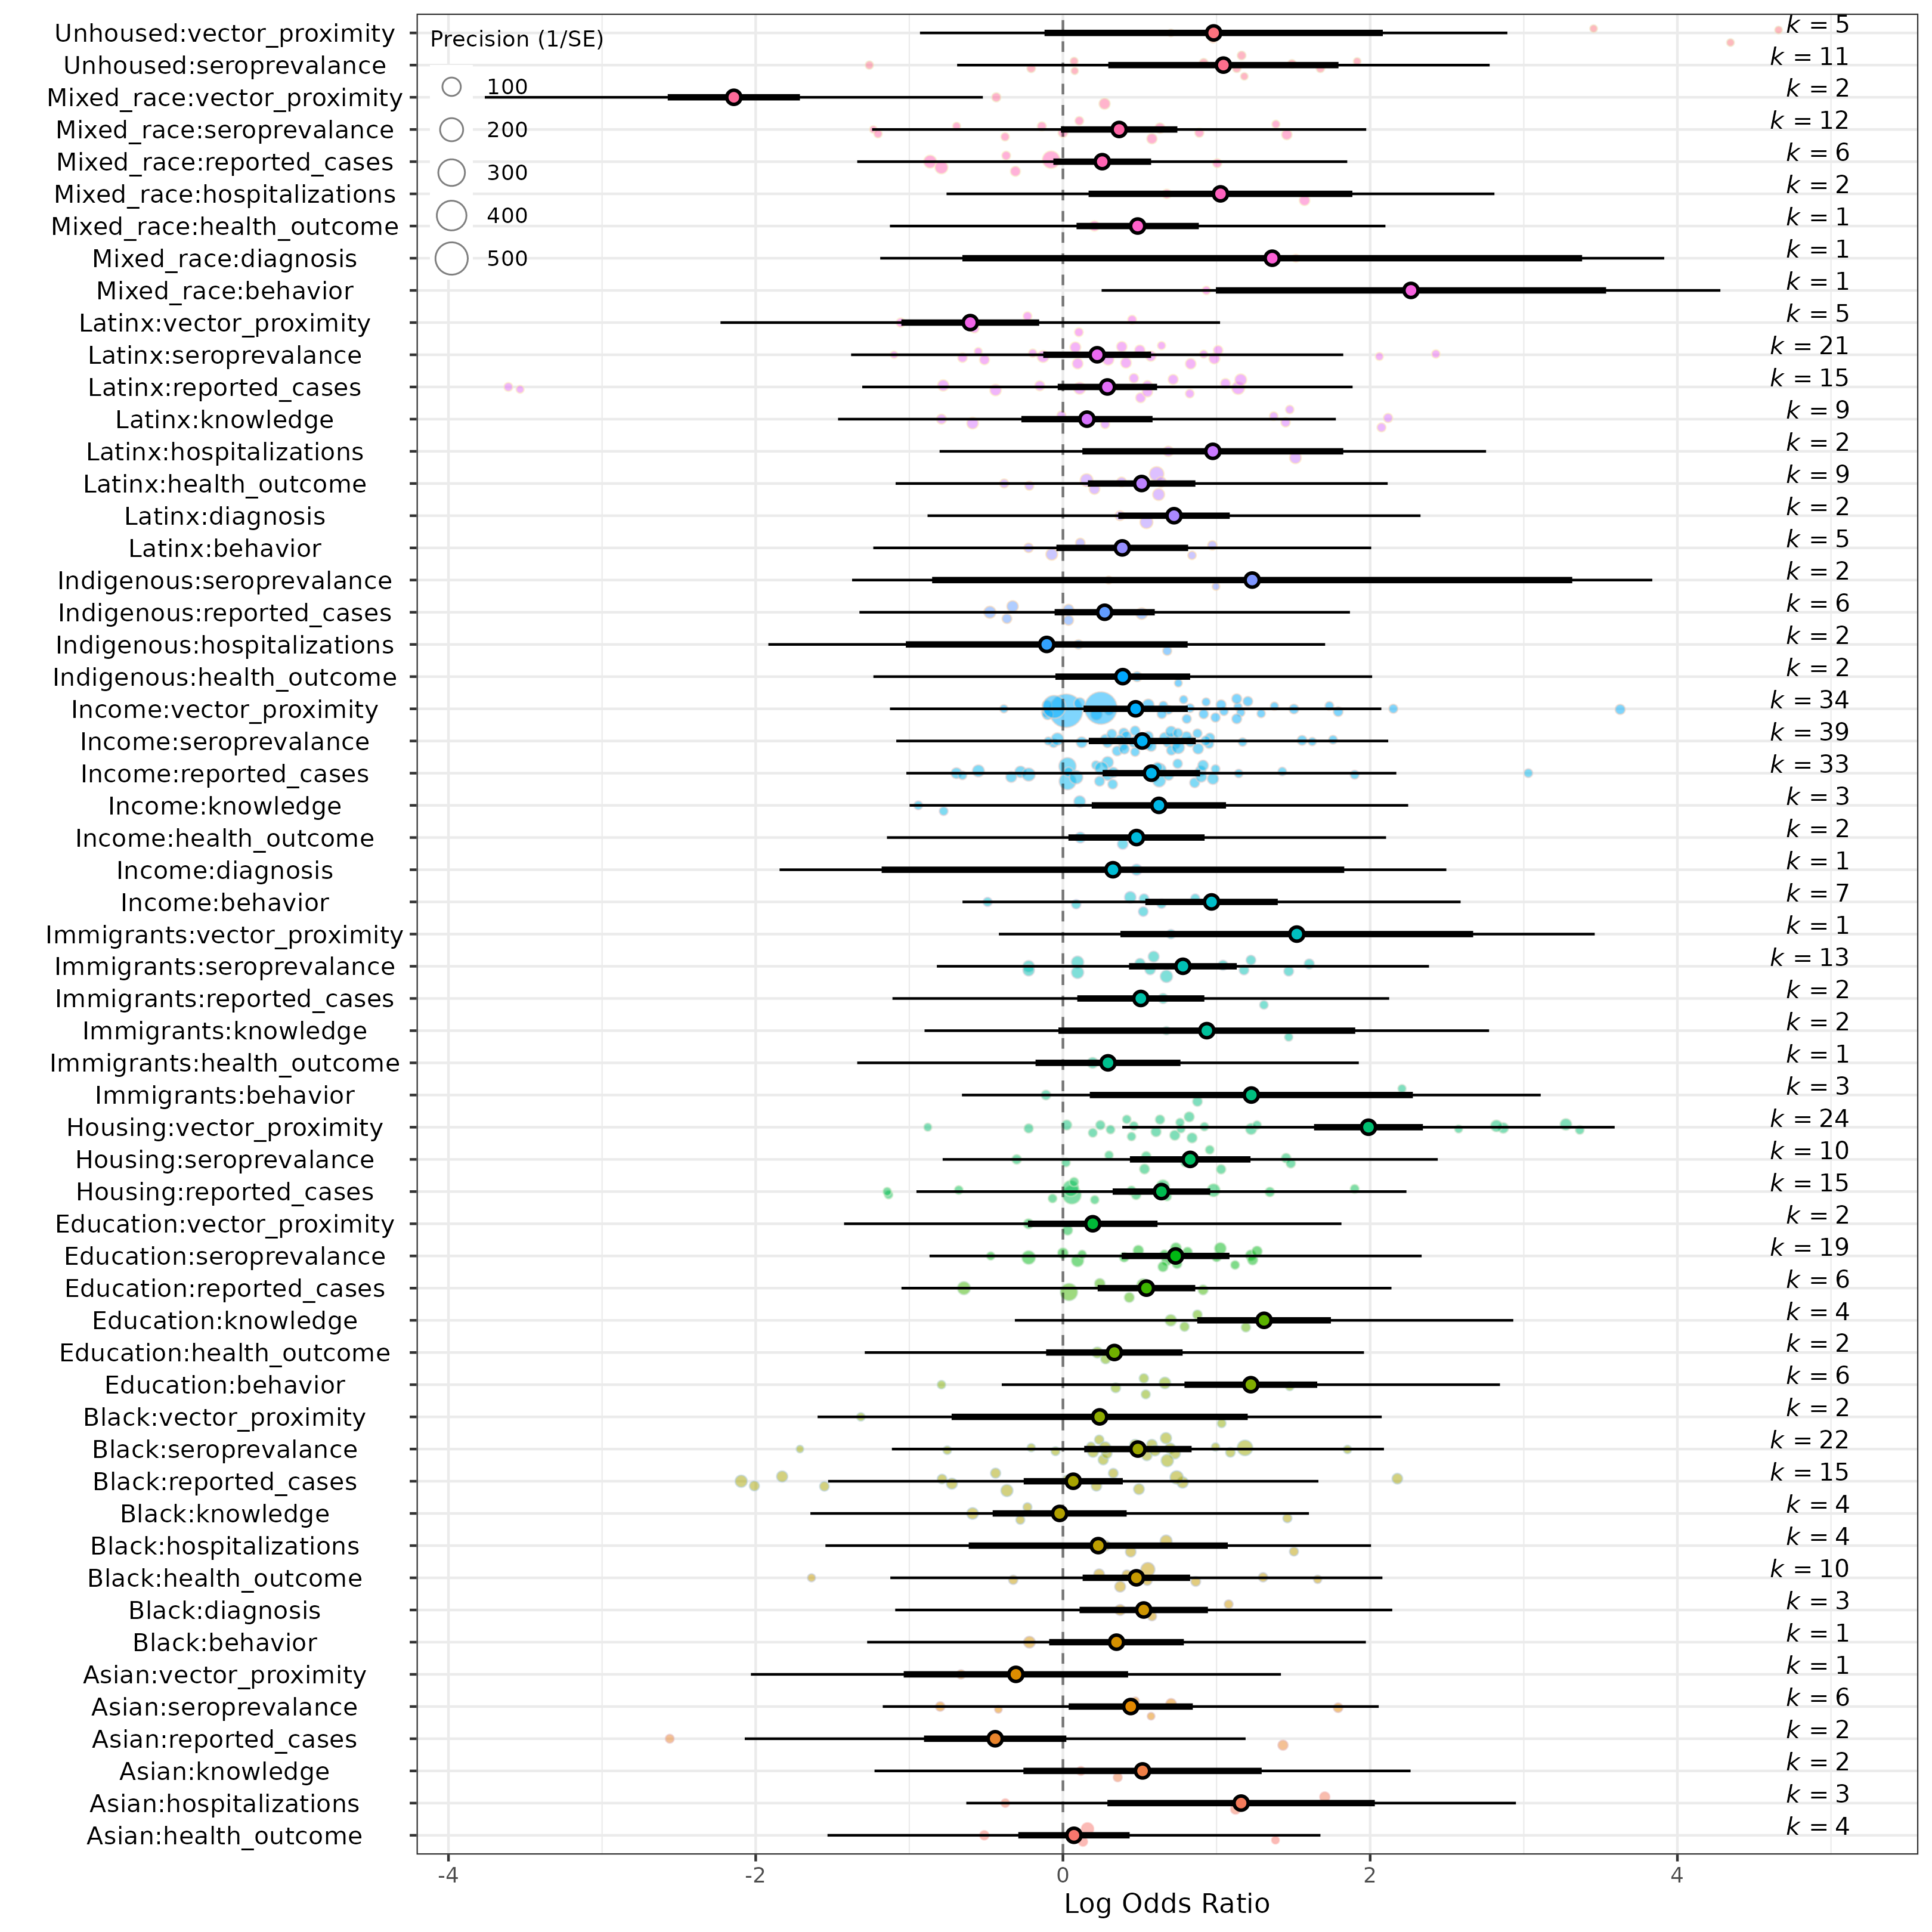 Precision (1/SE)
100
200
300
400
500
Unhoused:vector_proximity k = 5
Unhoused:seroprevalance k = 11
Mixed_race:vector_proximity k = 2
Mixed_race:seroprevalance k = 12
Mixed_race:reported_cases k = 6
Mixed_race:hospitalizations k = 2
Mixed_race:health_outcome k = 1
Mixed_race:diagnosis k = 1
Mixed_race:behavior k = 1
Latinx:vector_proximity k = 5
Latinx:seroprevalance k = 21
Latinx:reported_cases k = 15
Latinx:knowledge k = 9
Latinx:hospitalizations k = 2
Latinx:health_outcome k = 9
Latinx:diagnosis k = 2
Latinx:behavior k = 5
Indigenous:seroprevalance k = 2
Indigenous:reported_cases k = 6
Indigenous:hospitalizations k = 2
Indigenous:health_outcome k = 2
Income:vector_proximity k = 34
Income:seroprevalance k = 39
Income:reported_cases k = 33
Income:knowledge k = 3
Income:health_outcome k = 2
Income:diagnosis k = 1
Income:behavior k = 7
Immigrants:vector_proximity k = 1
Immigrants:seroprevalance k = 13
Immigrants:reported_cases k = 2
Immigrants:knowledge k = 2
Immigrants:health_outcome k = 1
Immigrants:behavior k = 3
Housing:vector_proximity k = 24
Housing:seroprevalance k = 10
Housing:reported_cases k = 15
Education:vector_proximity k = 2
Education:seroprevalance k = 19
Education:reported_cases k = 6
Education:knowledge k = 4
Education:health_outcome k = 2
Education:behavior k = 6
Black:vector_proximity k = 2
Black:seroprevalance k = 22
Black:reported_cases k = 15
Black:knowledge k = 4
Black:hospitalizations k = 4
Black:health_outcome k = 10
Black:diagnosis k = 3
Black:behavior k = 1
Asian:vector_proximity k = 1
Asian:seroprevalance k = 6
Asian:reported_cases k = 2
Asian:knowledge k = 2
Asian:hospitalizations k = 3
Asian:health_outcome k = 4
-4 -2 0 2 4
Log Odds Ratio